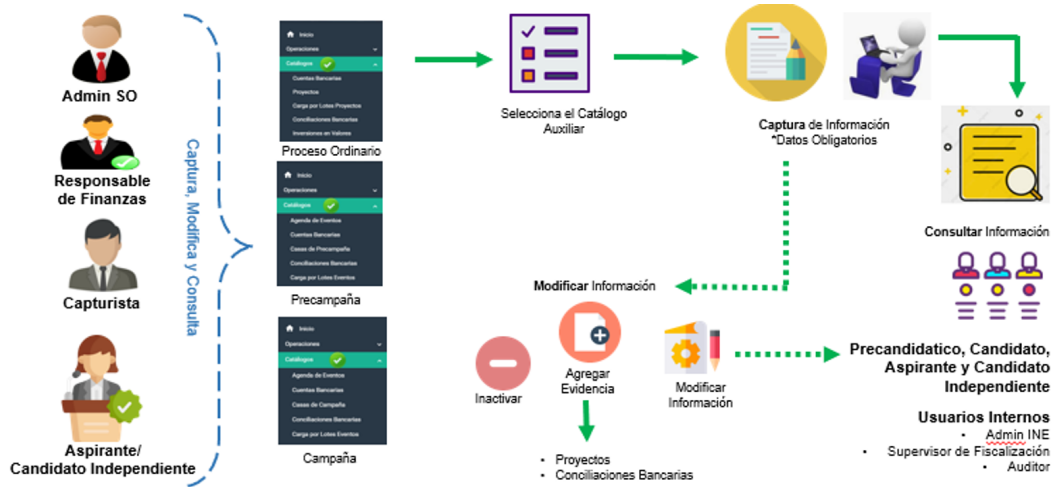 Admin SO
Responsable
de Finanzas
Capturista
Aspirante/
Candidato Independiente
Captura, Modifica y Consulta
Inicio
Operaciones
Catálogos
Cuentas Bancarias
Proyectos
Carga por Lotes Proyectos
Conciliaciones Bancarias
Inversiones en Valores
Proceso Ordinario
Inicio
Operaciones
Catálogos
Agenda de Eventos
Cuentas Bancarias
Casas de Precampaña
Conciliaciones Bancarias
Carga por Lotes Eventos
Precampaña
Inicio
Operaciones
Catálogos
Agenda de Eventos
Cuentas Bancarias
Casas de Campaña
Conciliaciones Bancarias
Carga por Lotes Eventos
Campaña
Selecciona el Catálogo
Auxiliar
Captura de Información
*Datos Obligatorios
Consultar Información
Modificar Información
Inactivar
Agregar
Evidencia
Modificar
Información
• Proyectos
• Conciliaciones Bancarias
Precandidatico, Candidato,
Aspirante y Candidato
Independiente
Usuarios Internos
• Admin INE
• Supervisor de Fiscalización
• Auditor